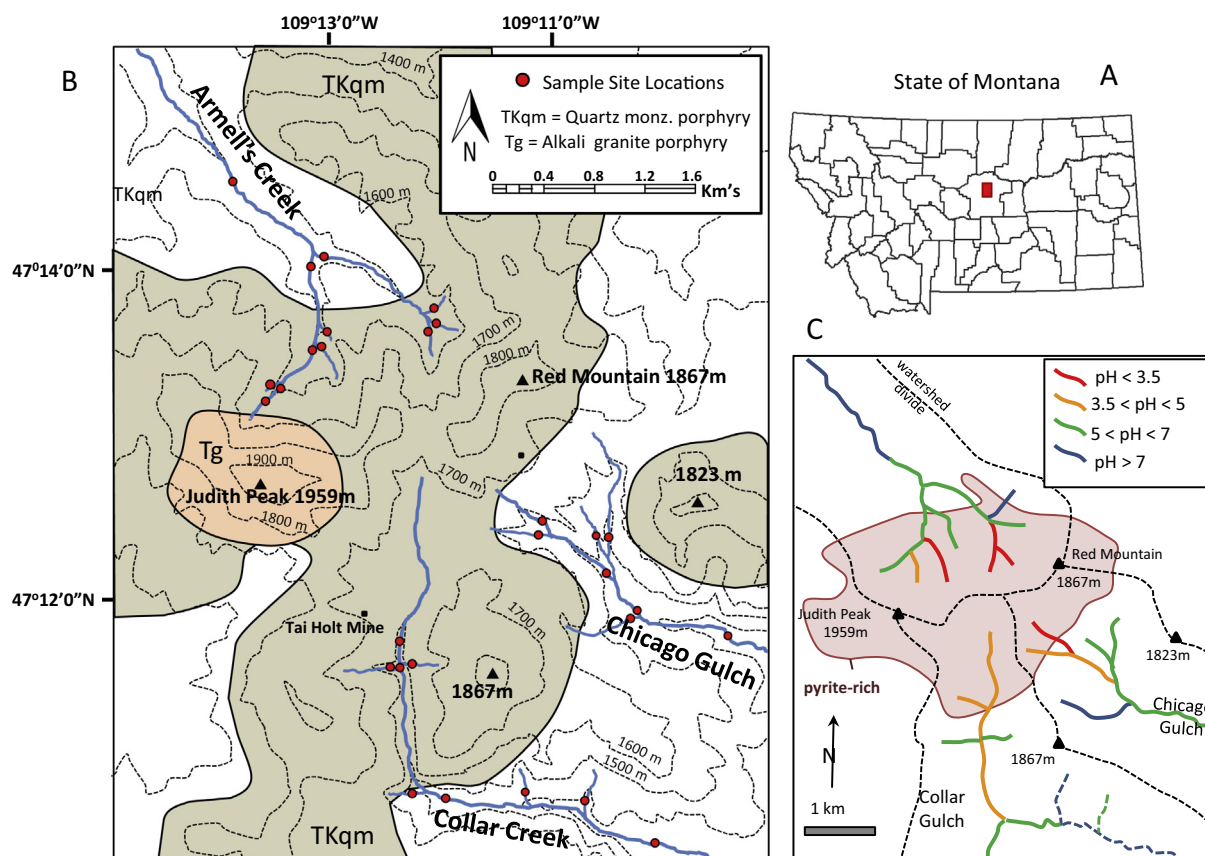 109°13'0"W
109°11'0"W
B
1400 m
TKqm
Sample Site Locations
TKqm = Quartz monz. porphyry
Tg = Alkali granite porphyry
N
0 0.4 0.8 1.2 1.6
Km's
Armell's Creek
TKqm
1600 m
47⁰14'0"N
1700 m
1800 m
Red Mountain 1867m
Tg
1900 m
Judith Peak 1959m
1800 m
1700 m
1823 m
47⁰12'0"N
Tai Holt Mine
1700 m
Chicago Gulch
1867m
1600 m
1500 m
TKqm
Collar Creek
State of Montana
A
C
pH < 3.5
3.5 < pH < 5
5 < pH < 7
pH > 7
watershed
divide
Red Mountain
1867m
Judith Peak
1959m
1823m
pyrite-rich
Chicago
Gulch
N
1867m
1 km
Collar
Gulch